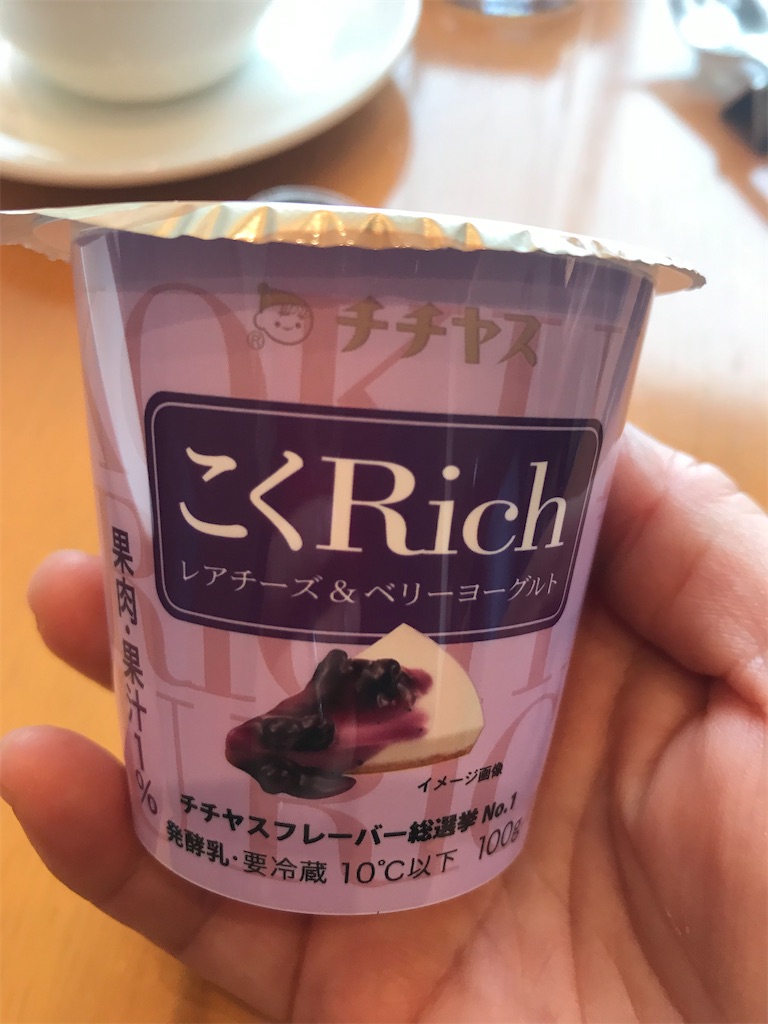 ® チチヤス
こくRich
レアチーズ&ベリーヨーグルト
果肉・果汁1%
イメージ画像
チチヤスフレーバー総選挙 No.1
発酵乳・要冷蔵 10℃以下 100g